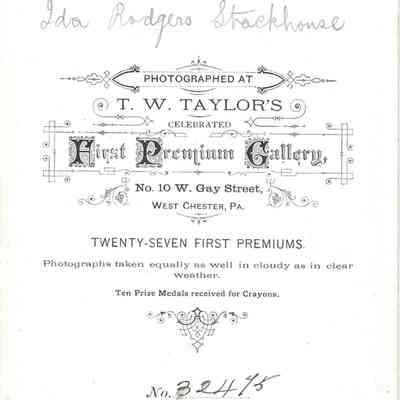 Ida Rodgers Stackhouse
PHOTOGRAPHED AT
T. W. TAYLOR'S
CELEBRATED
First Premium Gallery,
No. 10 W. Gay Street,
WEST CHESTER, PA.
TWENTY-SEVEN FIRST PREMIUMS.
Photographs taken equally as well in cloudy as in clear
weather.
Ten Prize Medals received for Crayons.
No. 32475